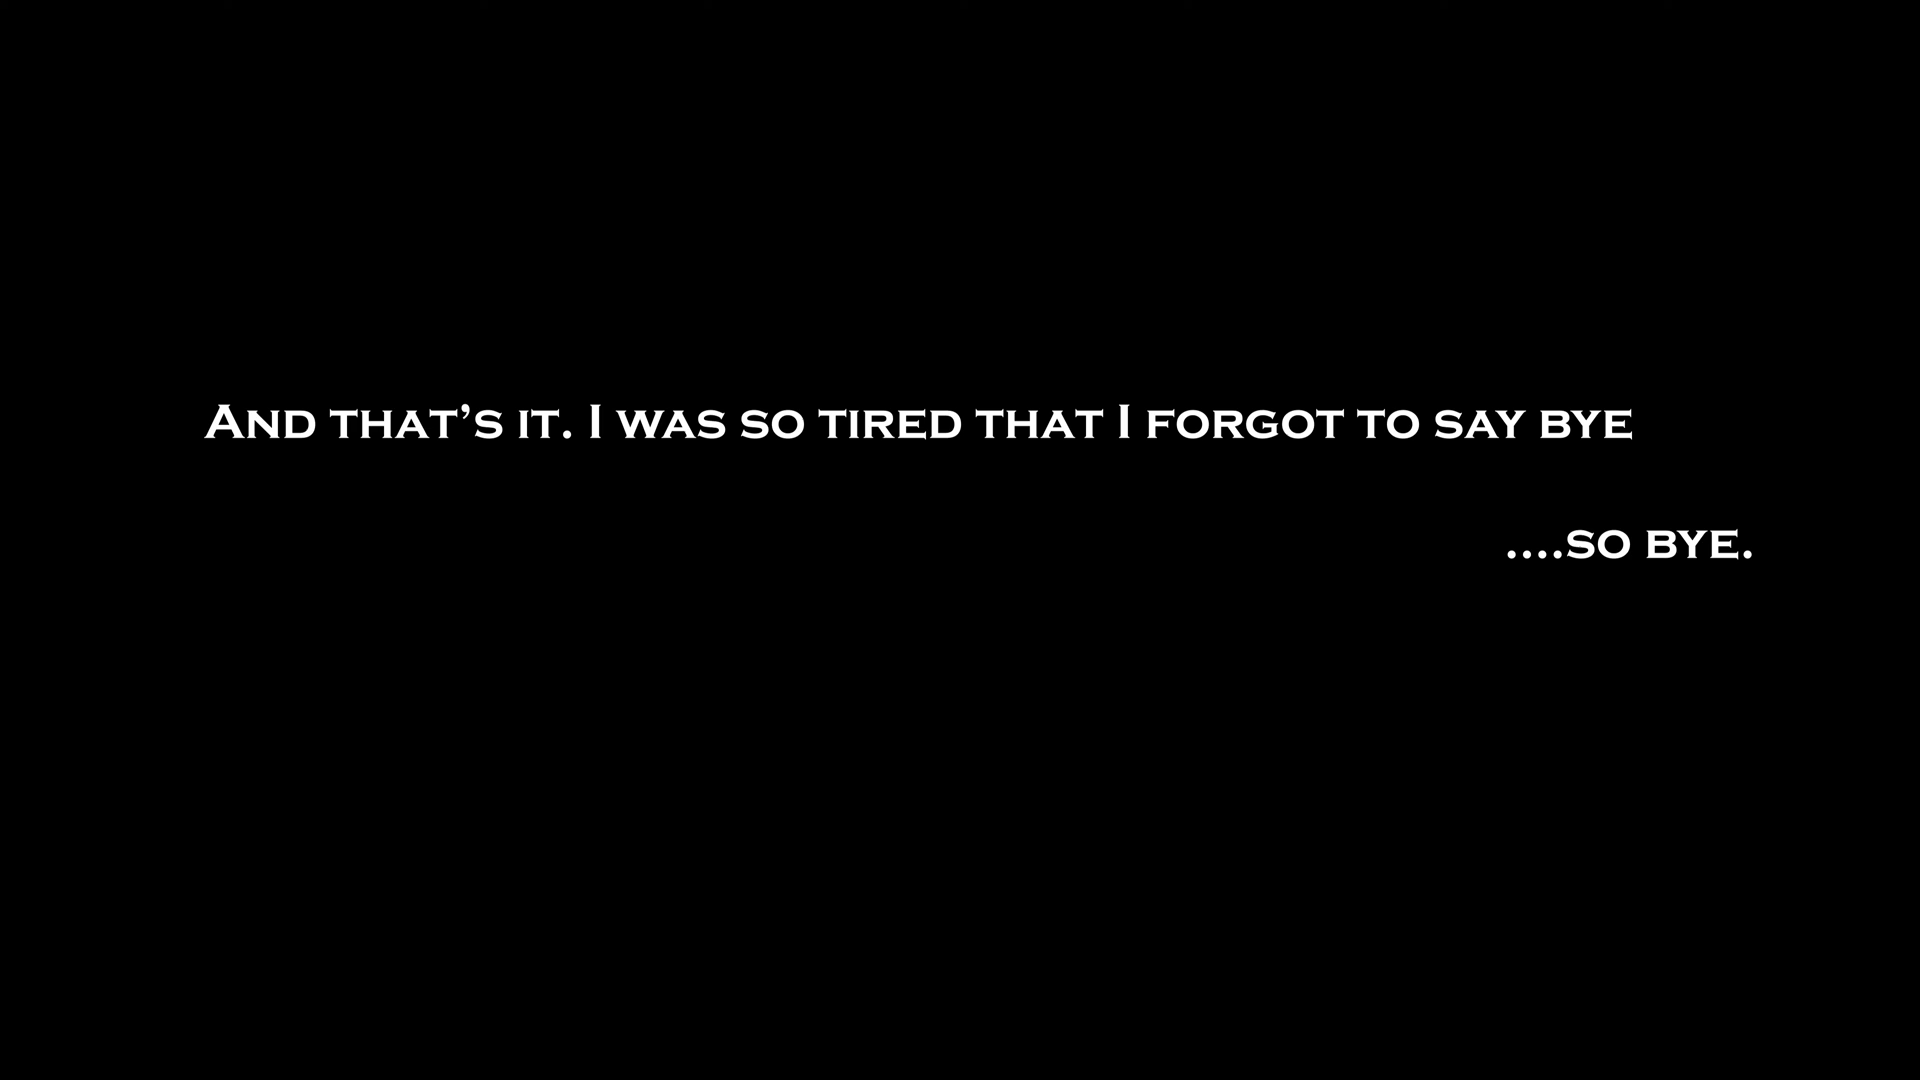 And that’s it. I was so tired that I forgot to say bye
....so bye.